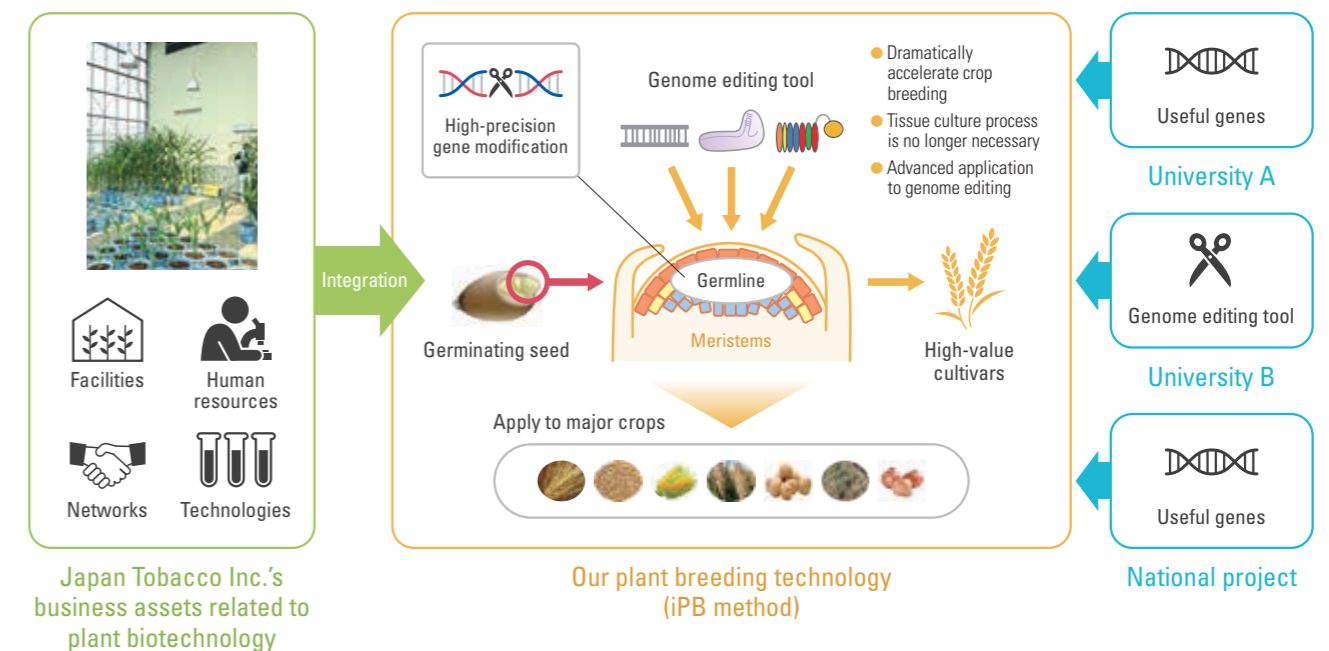 Facilities
Human
resources
Networks
Technologies
Japan Tobacco Inc.'s
business assets related to
plant biotechnology
Integration
High-precision
gene modification
Genome editing tool
● Dramatically
accelerate crop
breeding
● Tissue culture process
is no longer necessary
● Advanced application
to genome editing
Germinating seed
Germline
Meristems
High-value
cultivars
Apply to major crops
Our plant breeding technology
(iPB method)
Useful genes
University A
Genome editing tool
University B
Useful genes
National project